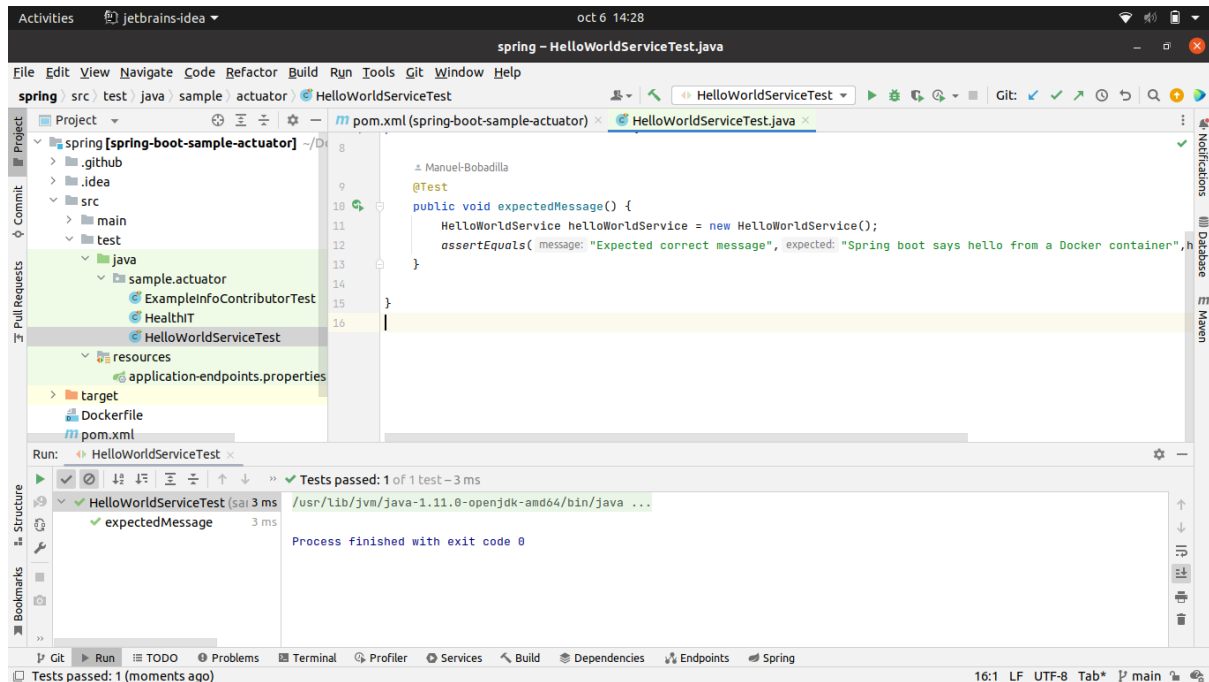 Activities jetbrains-idea oct 6 14:28
spring – HelloWorldServiceTest.java
File Edit View Navigate Code Refactor Build Run Tools Git Window Help
spring src test java sample actuator HelloWorldServiceTest HelloWorldServiceTest Git:
Project pom.xml (spring-boot-sample-actuator) HelloWorldServiceTest.java
spring [spring-boot-sample-actuator]
.github
.idea
src
main
test
java
sample.actuator
ExampleInfoContributorTest
HealthIT
HelloWorldServiceTest
resources
application-endpoints.properties
target
Dockerfile
pom.xml
8
Manuel-Bobadilla
9 @Test
10 public void expectedMessage() {
11 HelloWorldService helloWorldService = new HelloWorldService();
12 assertEquals( message: "Expected correct message", expected: "Spring boot says hello from a Docker container",h
13 }
14
15 }
16
Project
Commit
Pull Requests
Structure
Bookmarks
Notifications
Database
Maven
Run: HelloWorldServiceTest
Tests passed: 1 of 1 test – 3 ms
HelloWorldServiceTest 3 ms
expectedMessage 3 ms
/usr/lib/jvm/java-1.11.0-openjdk-amd64/bin/java ...
Process finished with exit code 0
Git Run TODO Problems Terminal Profiler Services Build Dependencies Endpoints Spring
Tests passed: 1 (moments ago) 16:1 LF UTF-8 Tab* main